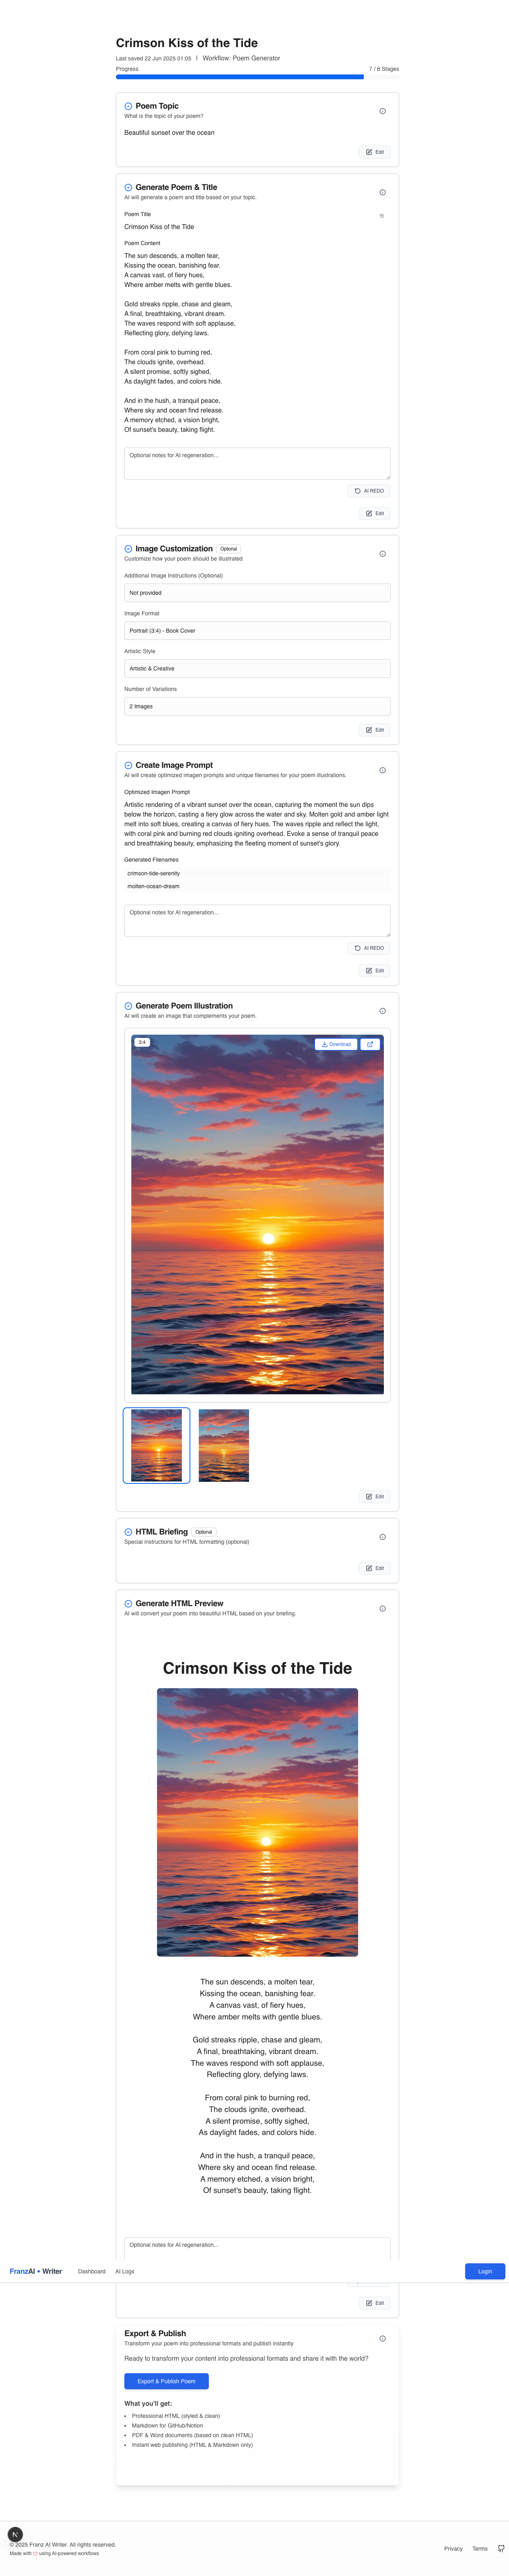 Crimson Kiss of the Tide
Last saved 22 Jun 2025 01:05 | Workflow: Poem Generator
Progress 7 / 8 Stages
Poem Topic
What is the topic of your poem?
Beautiful sunset over the ocean
Edit
Generate Poem & Title
AI will generate a poem and title based on your topic.
Poem Title
Crimson Kiss of the Tide
Poem Content
The sun descends, a molten tear,
Kissing the ocean, banishing fear.
A canvas vast, of fiery hues,
Where amber melts with gentle blues.
Gold streaks ripple, chase and gleam,
A final, breathtaking, vibrant dream.
The waves respond with soft applause,
Reflecting glory, defying laws.
From coral pink to burning red,
The clouds ignite, overhead.
A silent promise, softly sighed,
As daylight fades, and colors hide.
And in the hush, a tranquil peace,
Where sky and ocean find release.
A memory etched, a vision bright,
Of sunset's beauty, taking flight.
Optional notes for AI regeneration...
AI REDO
Edit
Image Customization Optional
Customize how your poem should be illustrated
Additional Image Instructions (Optional)
Not provided
Image Format
Portrait (3:4) - Book Cover
Artistic Style
Artistic & Creative
Number of Variations
2 Images
Edit
Create Image Prompt
AI will create optimized imagen prompts and unique filenames for your poem illustrations.
Optimized Imagen Prompt
Artistic rendering of a vibrant sunset over the ocean, capturing the moment the sun dips
below the horizon, casting a fiery glow across the water and sky. Molten gold and amber light
melt into soft blues, creating a canvas of fiery hues. The waves ripple and reflect the light,
with coral pink and burning red clouds igniting overhead. Evoke a sense of tranquil peace
and breathtaking beauty, emphasizing the fleeting moment of sunset's glory.
Generated Filenames
crimson-tide-serenity
molten-ocean-dream
Optional notes for AI regeneration...
AI REDO
Edit
Generate Poem Illustration
AI will create an image that complements your poem.
3:4 Download
Edit
HTML Briefing Optional
Special instructions for HTML formatting (optional)
Edit
Generate HTML Preview
AI will convert your poem into beautiful HTML based on your briefing.
Crimson Kiss of the Tide
The sun descends, a molten tear,
Kissing the ocean, banishing fear.
A canvas vast, of fiery hues,
Where amber melts with gentle blues.
Gold streaks ripple, chase and gleam,
A final, breathtaking, vibrant dream.
The waves respond with soft applause,
Reflecting glory, defying laws.
From coral pink to burning red,
The clouds ignite, overhead.
A silent promise, softly sighed,
As daylight fades, and colors hide.
And in the hush, a tranquil peace,
Where sky and ocean find release.
A memory etched, a vision bright,
Of sunset's beauty, taking flight.
Optional notes for AI regeneration...
FranzAI • Writer Dashboard AI Logs Login
Edit
Export & Publish
Transform your poem into professional formats and publish instantly
Ready to transform your content into professional formats and share it with the world?
Export & Publish Poem
What you'll get:
• Professional HTML (styled & clean)
• Markdown for GitHub/Notion
• PDF & Word documents (based on clean HTML)
• Instant web publishing (HTML & Markdown only)
N
© 2025 Franz AI Writer. All rights reserved.
Made with ♡ using AI-powered workflows
Privacy Terms